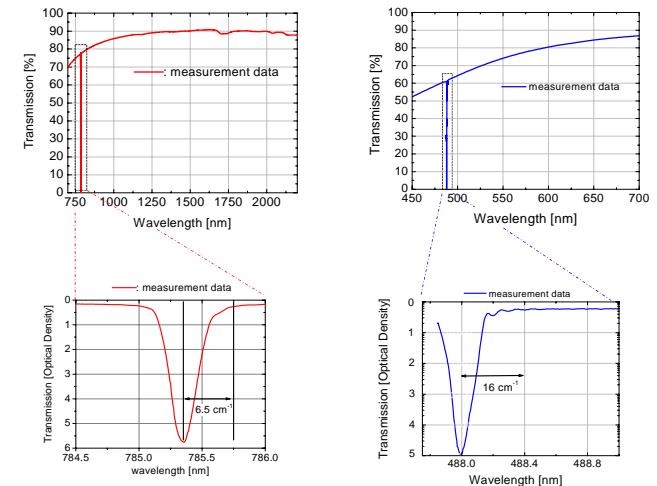 100
90
80
70
60
50
40
30
20
10
0
Transmission [%]
: measurement data
750 1000 1250 1500 1750 2000
Wavelength [nm]
100
90
80
70
60
50
40
30
20
10
0
Transmission [%]
measurement data
450 500 550 600 650 700
Wavelength [nm]
: measurement data
0
1
2
3
4
5
6
Transmission [Optical Density]
6.5 cm⁻¹
784.5 785.0 785.5 786.0
wavelength [nm]
measurement data
0
1
2
3
4
5
Transmission [Optical Density]
16 cm⁻¹
488.0 488.4 488.8
Wavelength [nm]